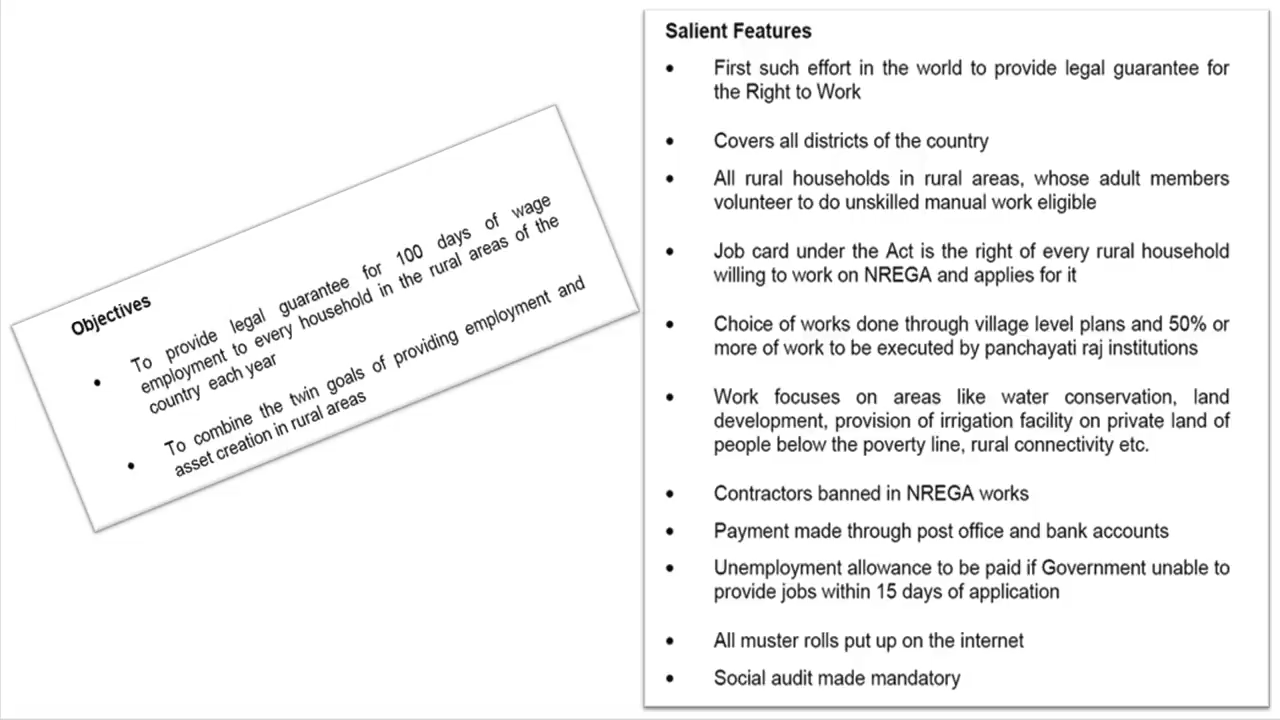 Objectives
• To provide legal guarantee for 100 days of wage
employment to every household in the rural areas of the
country each year
• To combine the twin goals of providing employment and
asset creation in rural areas
Salient Features
• First such effort in the world to provide legal guarantee for
the Right to Work
• Covers all districts of the country
• All rural households in rural areas, whose adult members
volunteer to do unskilled manual work eligible
• Job card under the Act is the right of every rural household
willing to work on NREGA and applies for it
• Choice of works done through village level plans and 50% or
more of work to be executed by panchayati raj institutions
• Work focuses on areas like water conservation, land
development, provision of irrigation facility on private land of
people below the poverty line, rural connectivity etc.
• Contractors banned in NREGA works
• Payment made through post office and bank accounts
• Unemployment allowance to be paid if Government unable to
provide jobs within 15 days of application
• All muster rolls put up on the internet
• Social audit made mandatory